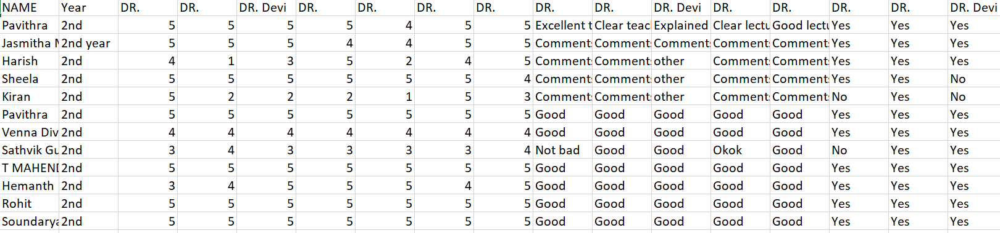 NAME Year DR. DR. DR. Devi DR. DR. DR. DR. DR. DR. DR. Devi DR. DR. DR. DR. DR. Devi
Pavithra 2nd 5 5 5 5 4 5 5 Excellent t Clear teac Explained Clear lectu Good lectu Yes Yes Yes
Jasmitha 2nd year 5 5 5 4 4 5 5 Comment Comment Comment Comment Comment Yes Yes Yes
Harish 2nd 4 1 3 5 2 4 5 Comment Comment other Comment Comment Yes Yes Yes
Sheela 2nd 5 5 5 5 5 5 4 Comment Comment other Comment Comment Yes Yes No
Kiran 2nd 5 2 2 2 1 5 3 Comment Comment other Comment Comment No Yes No
Pavithra 2nd 5 5 5 5 5 5 5 Good Good Good Good Good Yes Yes Yes
Venna Div 2nd 4 4 4 4 4 4 4 Good Good Good Good Good Yes Yes Yes
Sathvik Gu 2nd 3 4 3 3 3 3 4 Not bad Good Good Okok Good No Yes Yes
T MAHEND 2nd 5 5 5 5 5 5 5 Good Good Good Good Good Yes Yes Yes
Hemanth 2nd 3 4 5 5 5 4 5 Good Good Good Good Good Yes Yes Yes
Rohit 2nd 5 5 5 5 5 5 5 Good Good Good Good Good Yes Yes Yes
Soundarya 2nd 5 5 5 5 5 5 5 Good Good Good Good Good Yes Yes Yes